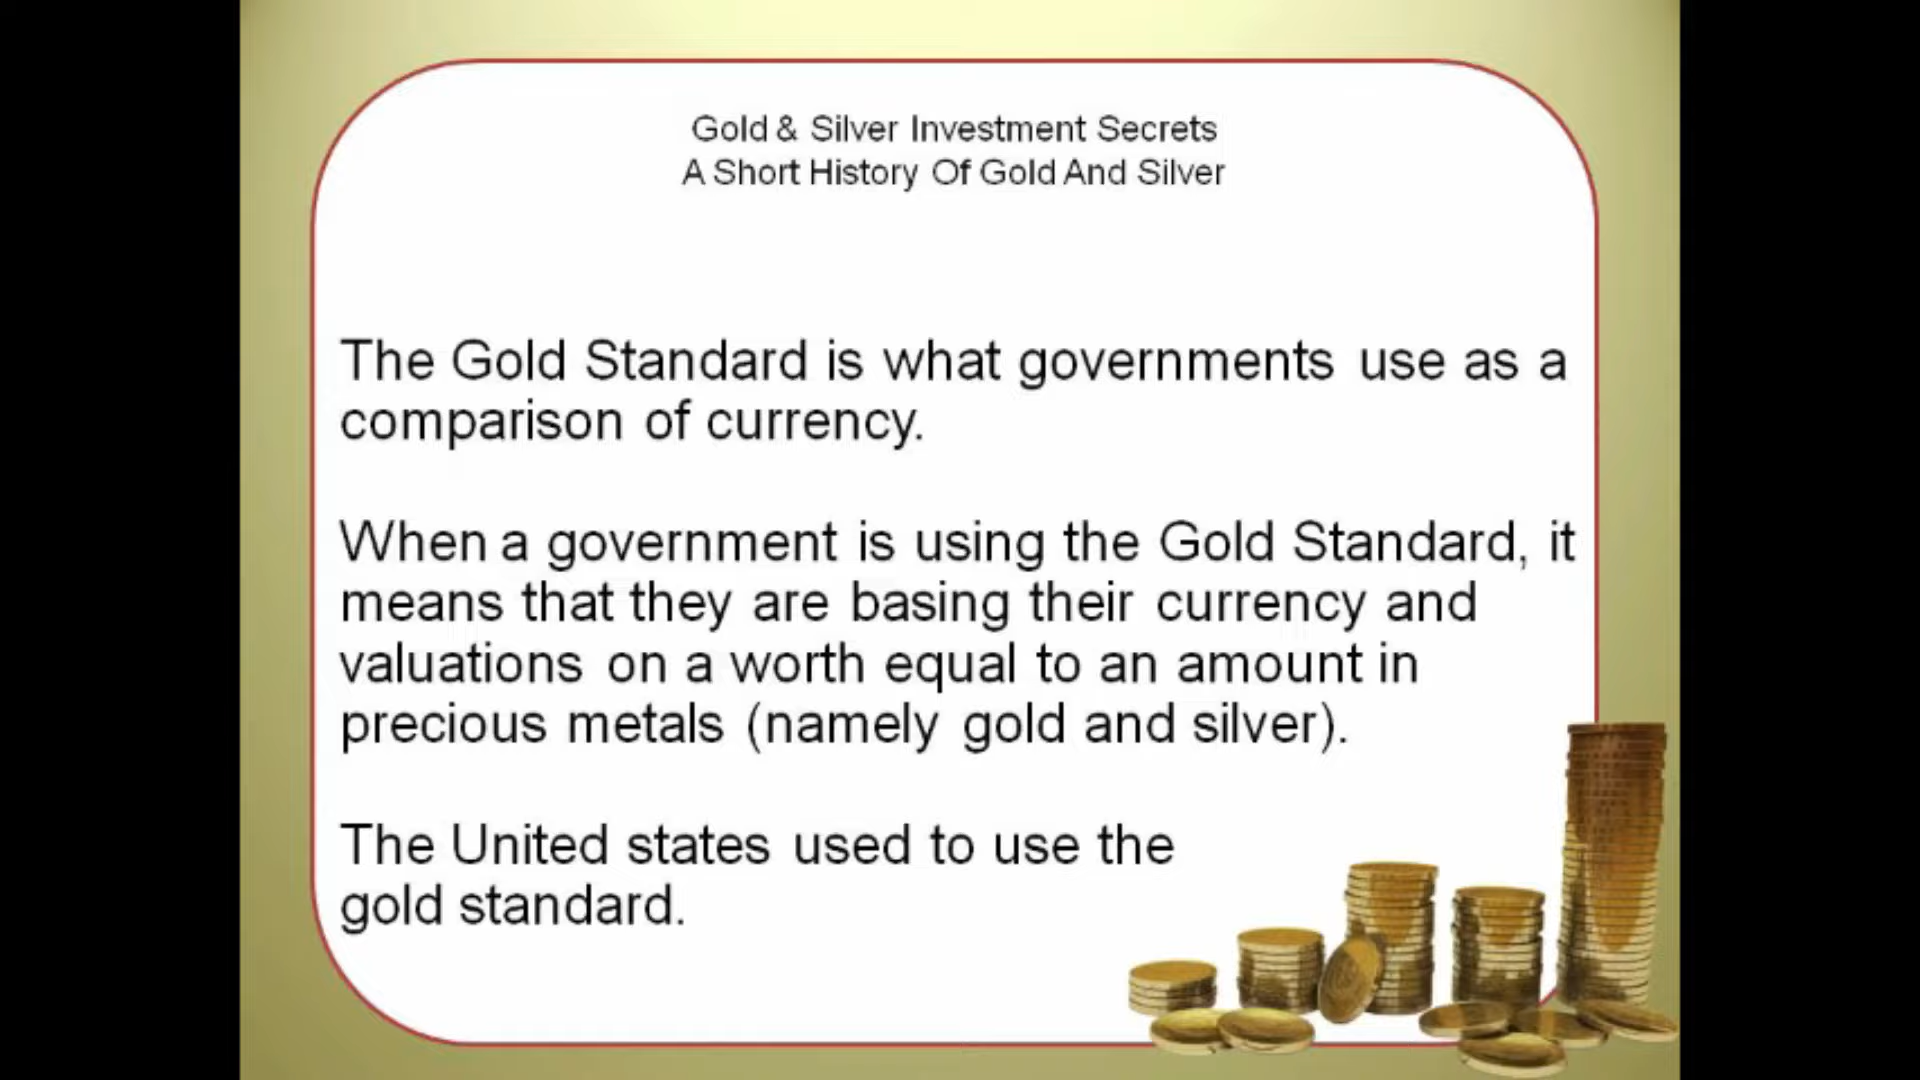 Gold & Silver Investment Secrets
A Short History Of Gold And Silver
The Gold Standard is what governments use as a
comparison of currency.
When a government is using the Gold Standard, it
means that they are basing their currency and
valuations on a worth equal to an amount in
precious metals (namely gold and silver).
The United states used to use the
gold standard.